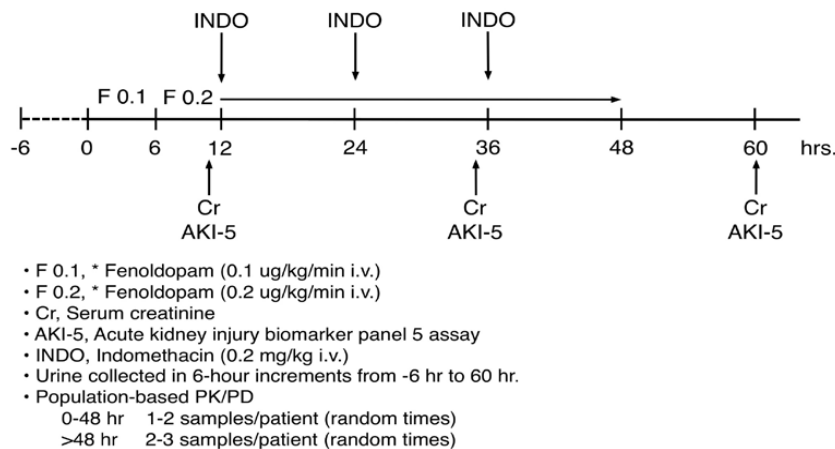 INDO INDO INDO
F 0.1 F 0.2
-6 0 6 12 24 36 48 60 hrs.
Cr Cr Cr
AKI-5 AKI-5 AKI-5
• F 0.1, * Fenoldopam (0.1 ug/kg/min i.v.)
• F 0.2, * Fenoldopam (0.2 ug/kg/min i.v.)
• Cr, Serum creatinine
• AKI-5, Acute kidney injury biomarker panel 5 assay
• INDO, Indomethacin (0.2 mg/kg i.v.)
• Urine collected in 6-hour increments from -6 hr to 60 hr.
• Population-based PK/PD
0-48 hr 1-2 samples/patient (random times)
>48 hr 2-3 samples/patient (random times)